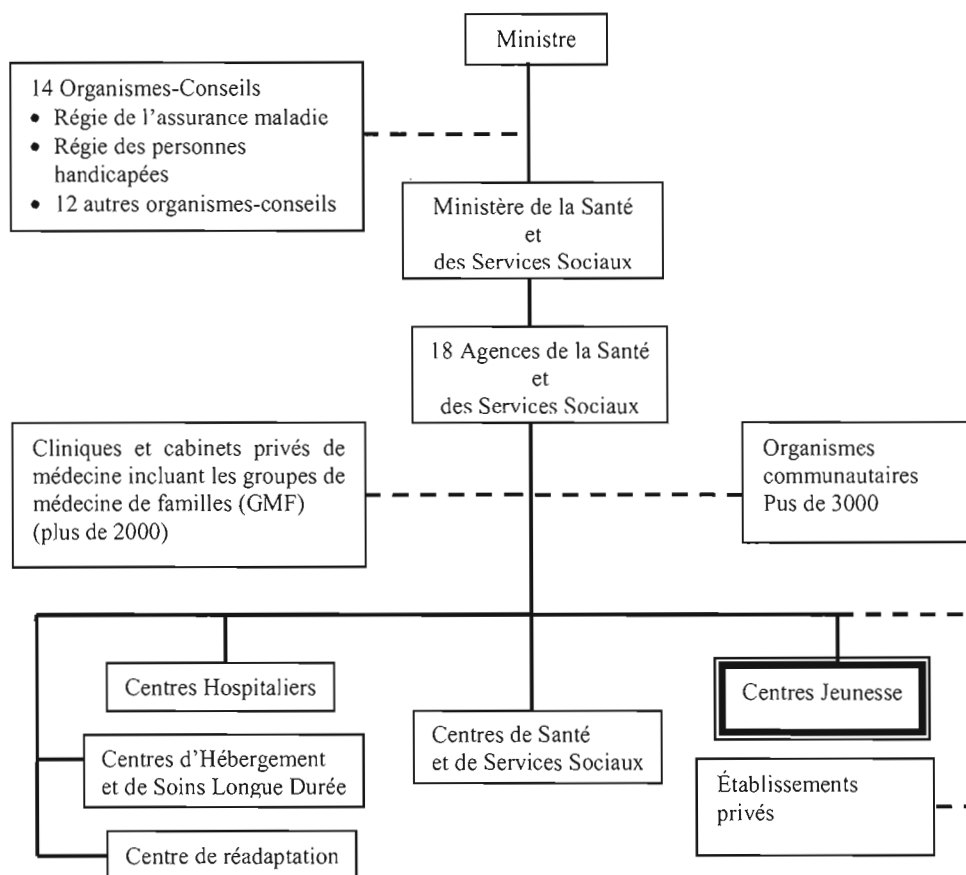 Ministre
14 Organismes-Conseils
• Régie de l'assurance maladie
• Régie des personnes
handicapées
• 12 autres organismes-conseils
Ministère de la Santé
et
des Services Sociaux
18 Agences de la Santé
et
des Services Sociaux
Cliniques et cabinets privés de
médecine incluant les groupes de
médecine de familles (GMF)
(plus de 2000)
Organismes
communautaires
Pus de 3000
Centres Hospitaliers
Centres Jeunesse
Centres de Santé
et de Services Sociaux
Centres d'Hébergement
et de Soins Longue Durée
Établissements
privés
Centre de réadaptation